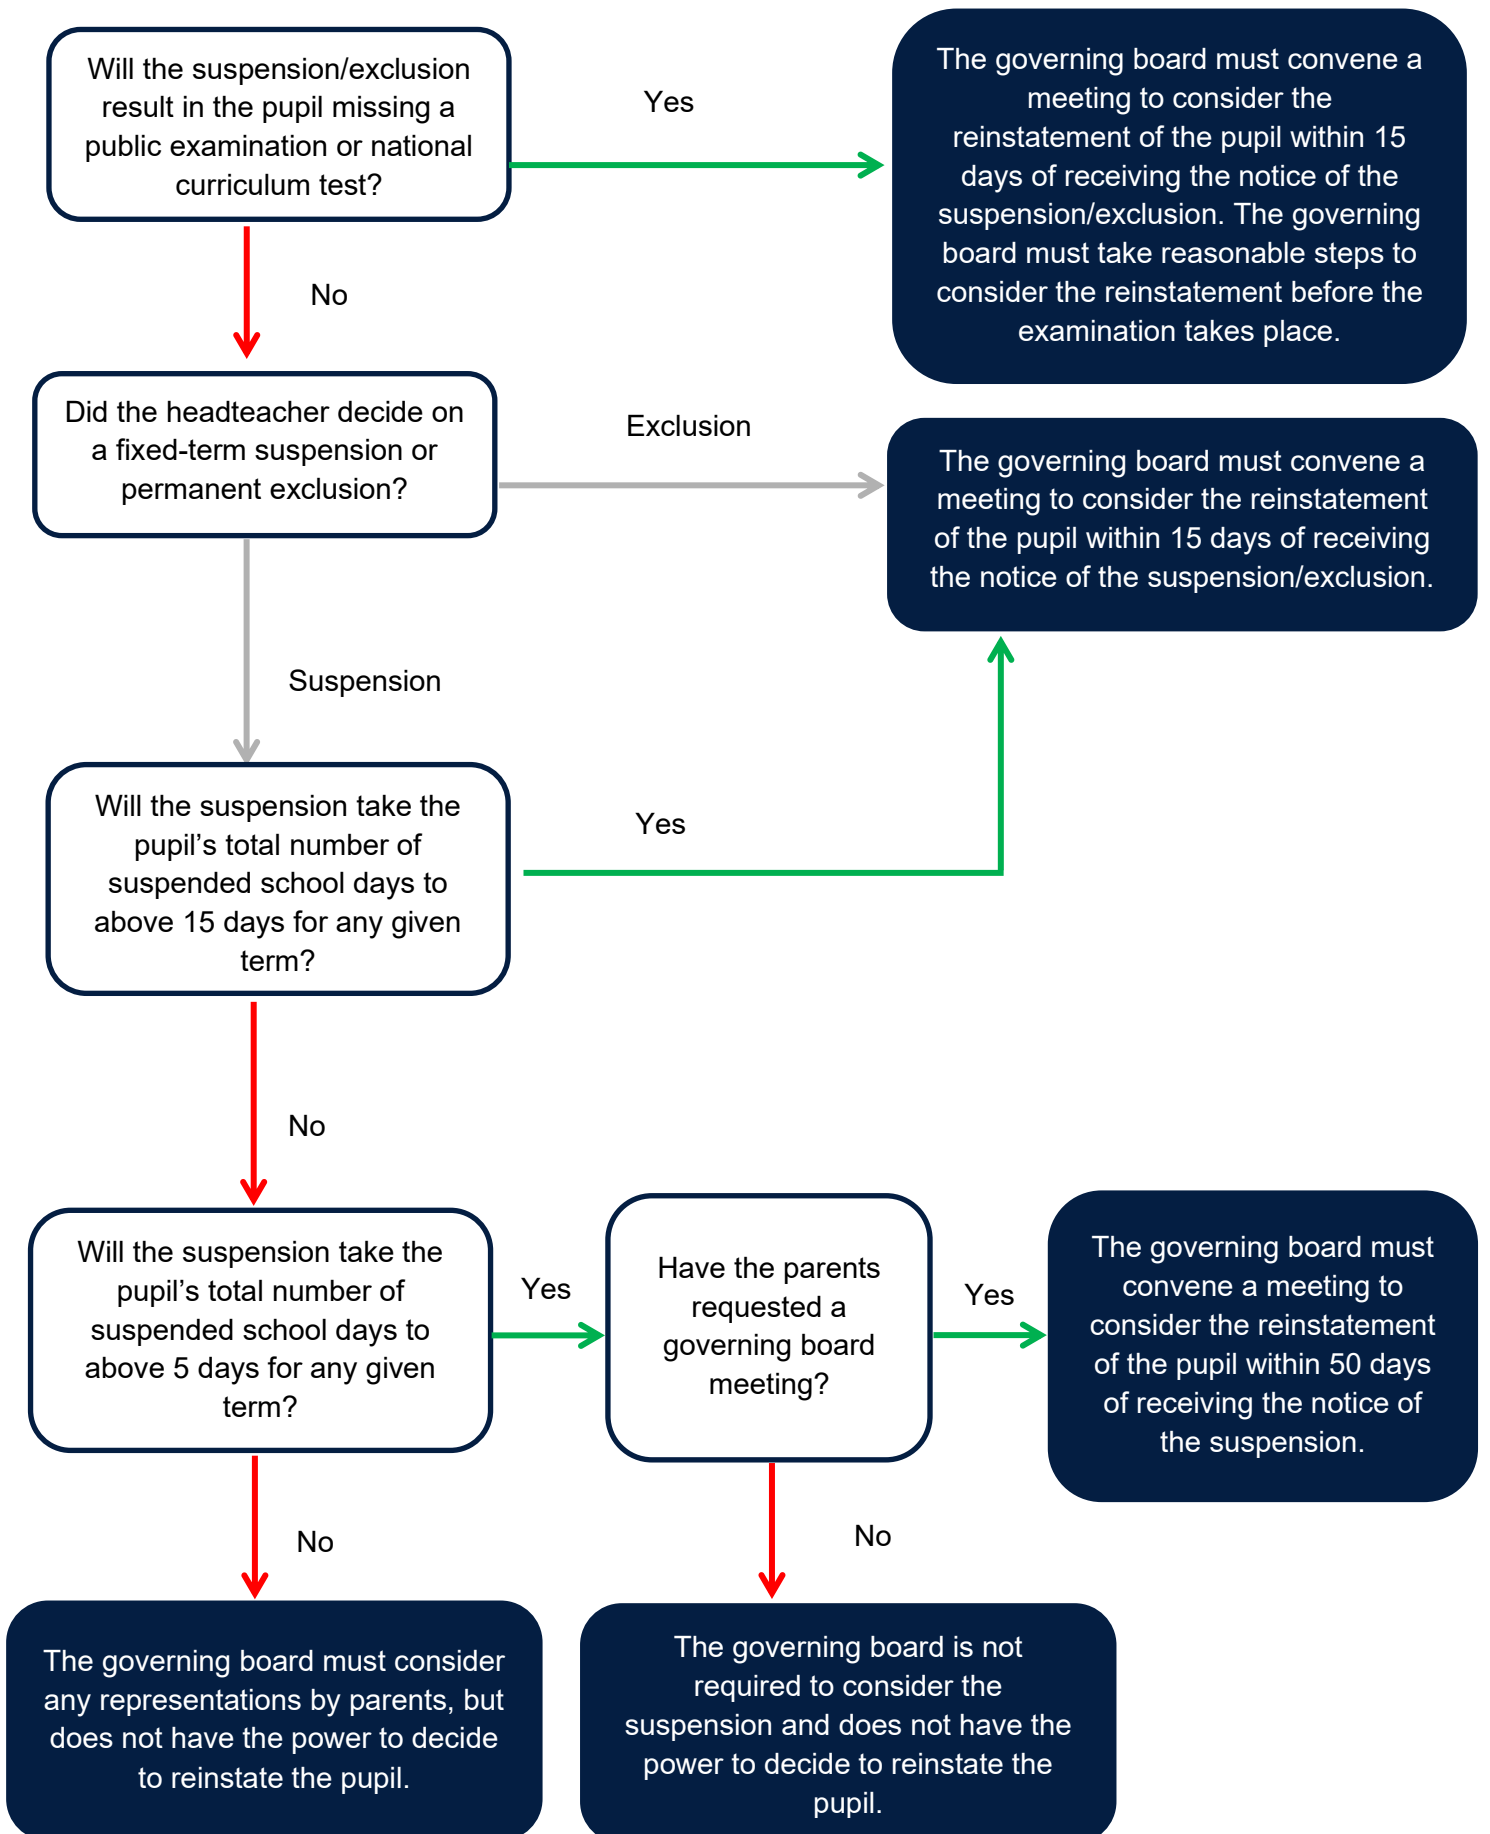 Will the suspension/exclusion
result in the pupil missing a
public examination or national
curriculum test?
Yes
The governing board must convene a
meeting to consider the
reinstatement of the pupil within 15
days of receiving the notice of the
suspension/exclusion. The governing
board must take reasonable steps to
consider the reinstatement before the
examination takes place.
No
Did the headteacher decide on
a fixed-term suspension or
permanent exclusion?
Exclusion
The governing board must convene a
meeting to consider the reinstatement
of the pupil within 15 days of receiving
the notice of the suspension/exclusion.
Suspension
Will the suspension take the
pupil’s total number of
suspended school days to
above 15 days for any given
term?
Yes
No
Will the suspension take the
pupil’s total number of
suspended school days to
above 5 days for any given
term?
Yes
Have the parents
requested a
governing board
meeting?
Yes
The governing board must
convene a meeting to
consider the reinstatement
of the pupil within 50 days
of receiving the notice of
the suspension.
No
No
The governing board must consider
any representations by parents, but
does not have the power to decide
to reinstate the pupil.
The governing board is not
required to consider the
suspension and does not have the
power to decide to reinstate the
pupil.